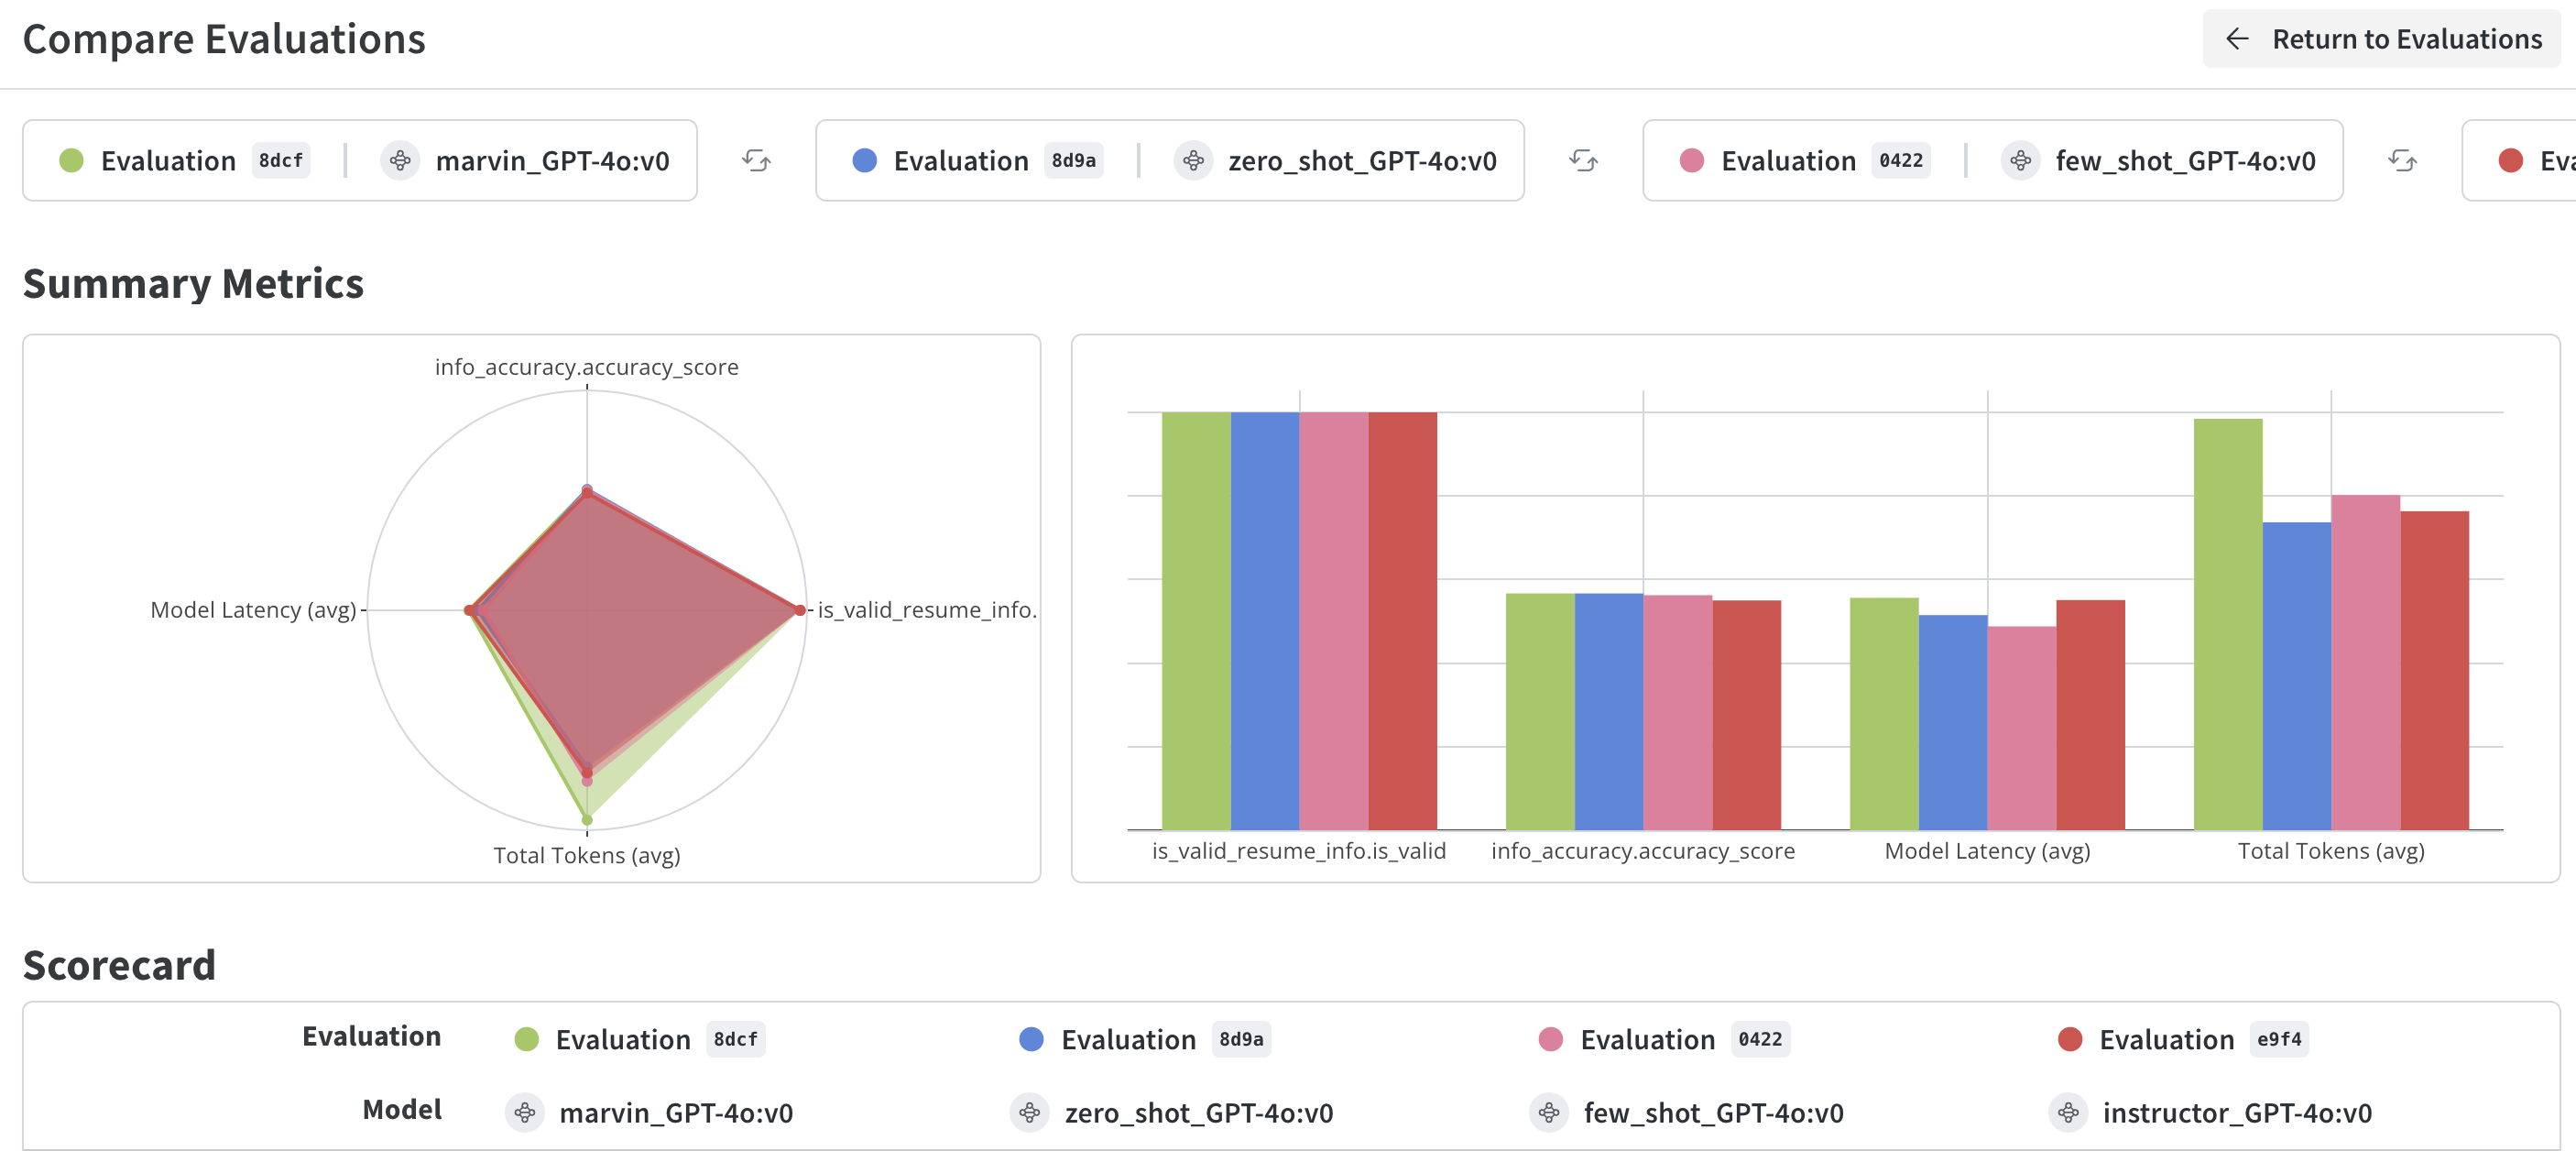 Compare Evaluations
Return to Evaluations
Evaluation 8dcf marvin_GPT-4o:v0
Evaluation 8d9a zero_shot_GPT-4o:v0
Evaluation 0422 few_shot_GPT-4o:v0
Eva
Summary Metrics
info_accuracy.accuracy_score
Model Latency (avg)
is_valid_resume_info.
Total Tokens (avg)
is_valid_resume_info.is_valid
info_accuracy.accuracy_score
Model Latency (avg)
Total Tokens (avg)
Scorecard
Evaluation Evaluation 8dcf Evaluation 8d9a Evaluation 0422 Evaluation e9f4
Model marvin_GPT-4o:v0 zero_shot_GPT-4o:v0 few_shot_GPT-4o:v0 instructor_GPT-4o:v0